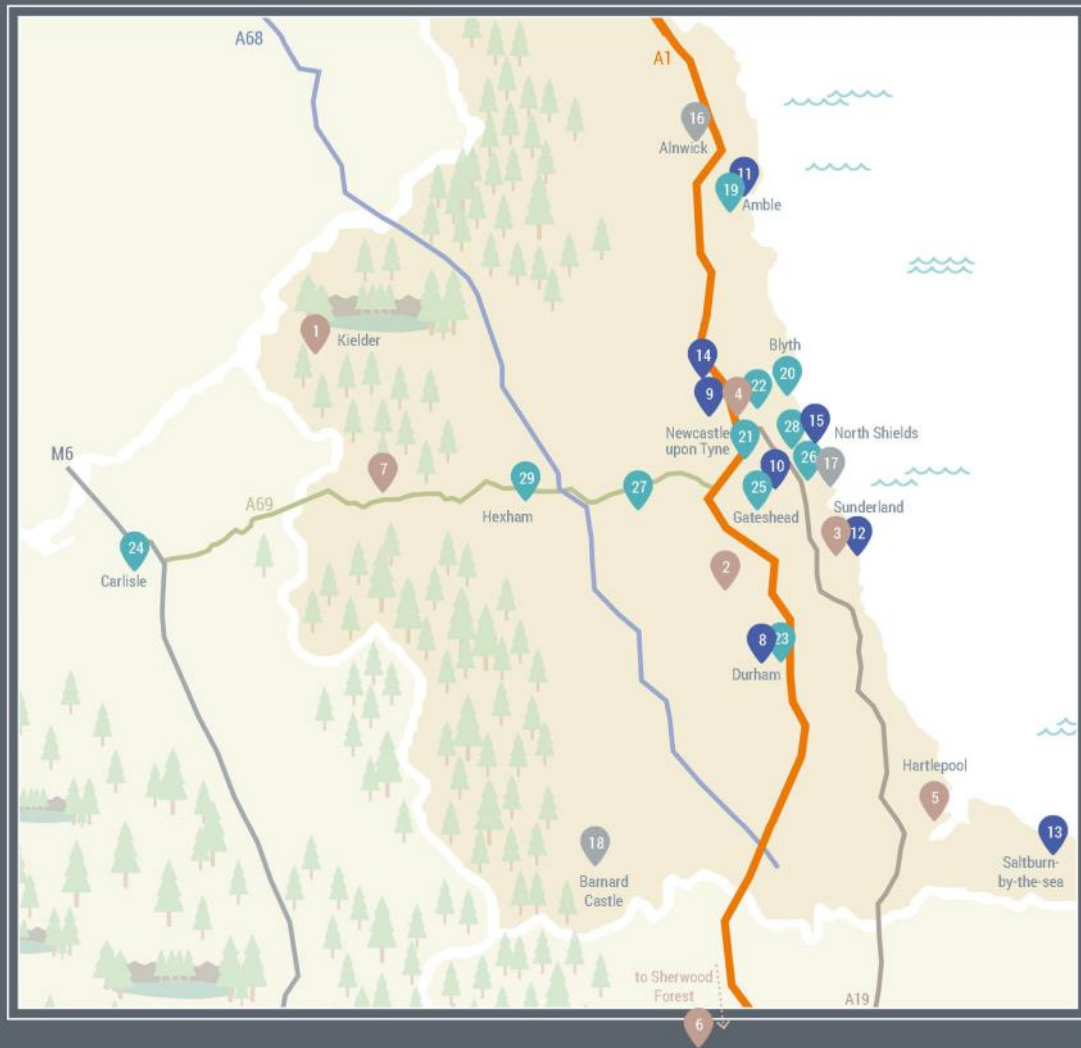 A68
A1
16
Alnwick
11
19
Amble
1
Kielder
14
Blyth
20
22
4
9
15
28
North Shields
Newcastle
upon Tyne
21
M6
7
10
26
17
A69
29
27
25
Hexham
Gateshead
Sunderland
3
12
24
Carlisle
2
8
23
Durham
Hartlepool
5
13
18
Saltburn-
by-the-sea
Barnard
Castle
to Sherwood
Forest
A19
6